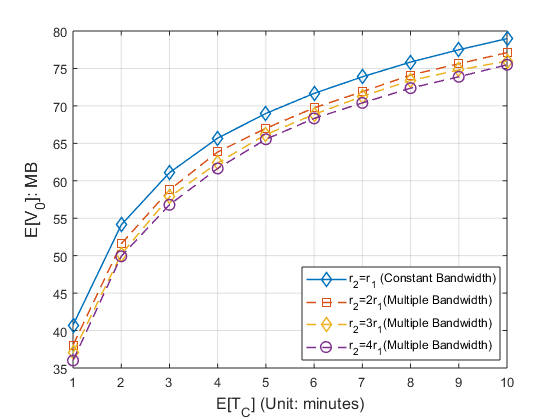 80
75
70
65
60
55
50
45
40
35
E[V0]: MB
r2=r1 (Constant Bandwidth)
r2=2r1(Multiple Bandwidth)
r2=3r1(Multiple Bandwidth)
r2=4r1(Multiple Bandwidth)
1 2 3 4 5 6 7 8 9 10
E[TC] (Unit: minutes)